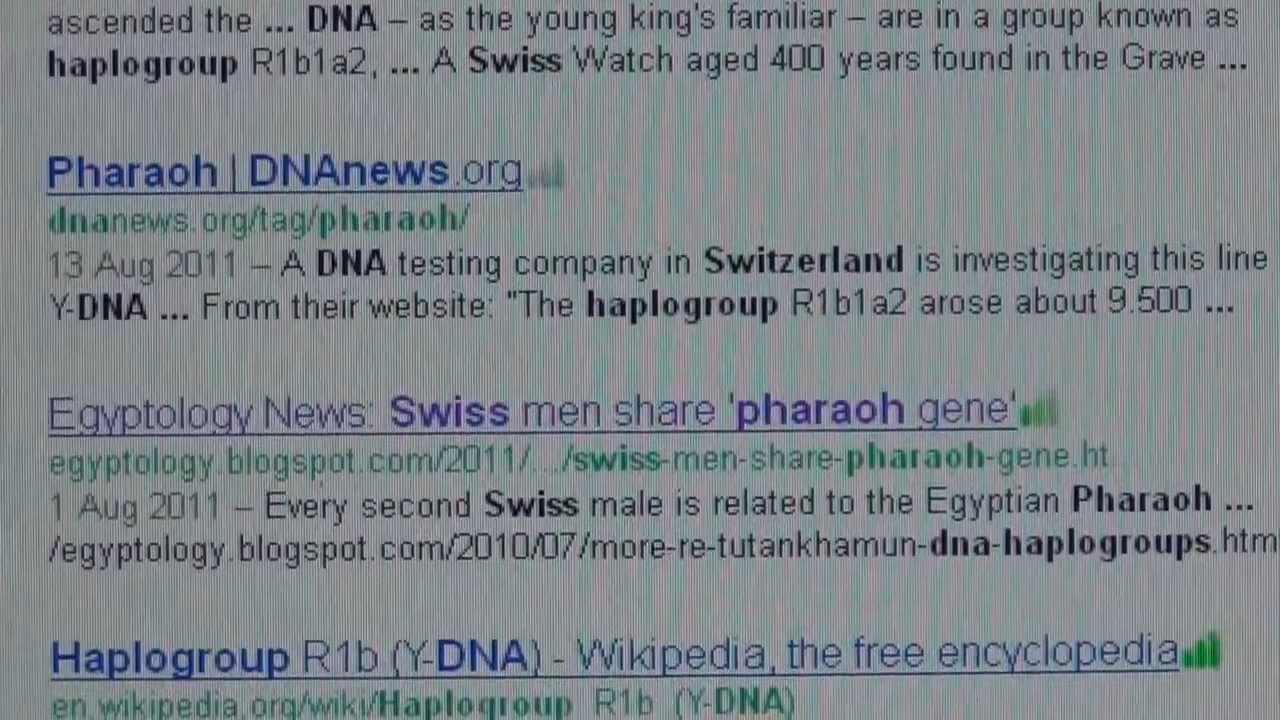 ascended the ... DNA – as the young king's familiar – are in a group known as
haplogroup R1b1a2, ... A Swiss Watch aged 400 years found in the Grave ...
Pharaoh | DNAnews.org
dnanews.org/tag/pharaoh/
13 Aug 2011 – A DNA testing company in Switzerland is investigating this line
Y-DNA ... From their website: "The haplogroup R1b1a2 arose about 9.500 ...
Egyptology News: Swiss men share 'pharaoh gene'
egyptology.blogspot.com/2011/.../swiss-men-share-pharaoh-gene.ht
1 Aug 2011 – Every second Swiss male is related to the Egyptian Pharaoh ...
/egyptology.blogspot.com/2010/07/more-re-tutankhamun-dna-haplogroups.htm
Haplogroup R1b (Y-DNA) - Wikipedia, the free encyclopedia
en.wikipedia.org/wiki/Haplogroup_R1b_(Y-DNA)